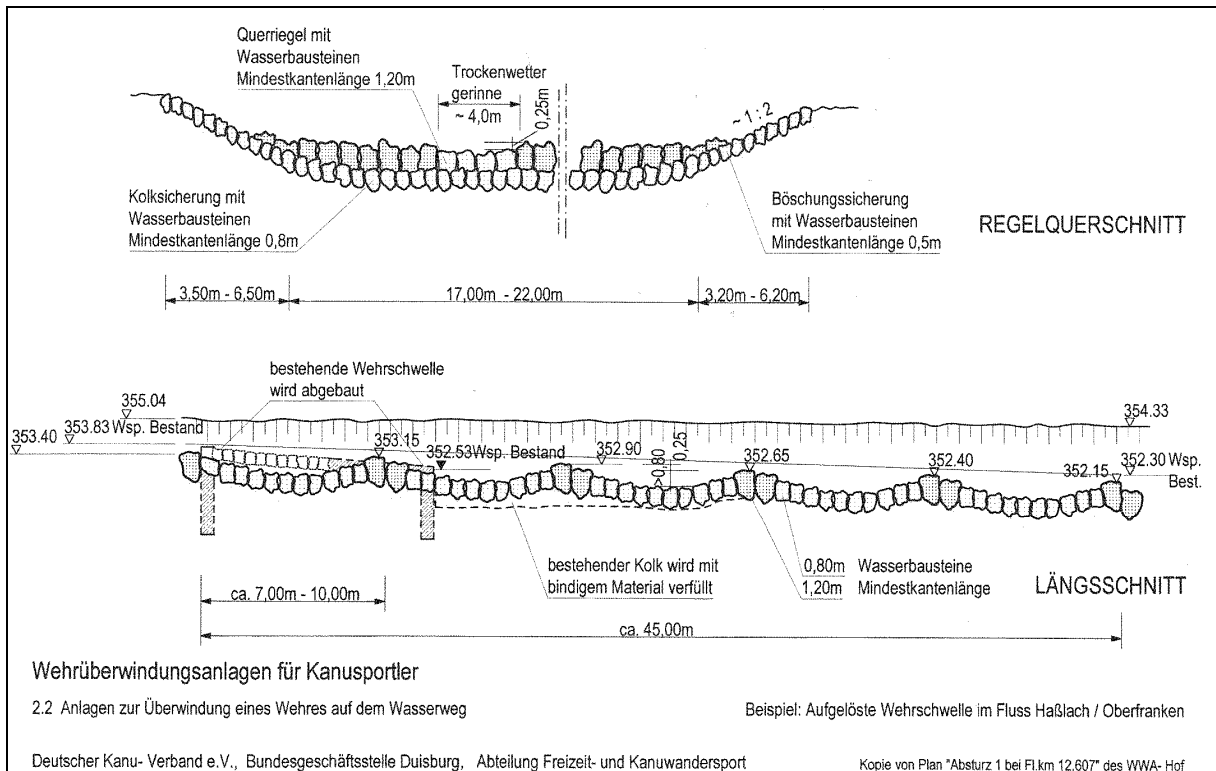 Querriegel mit
Wasserbausteinen
Mindestkantenlänge 1,20m
Trockenwetter
gerinne
~ 4,0m
0,25m
~ 1 : 2
Kolksicherung mit
Wasserbausteinen
Mindestkantenlänge 0,8m
Böschungssicherung
mit Wasserbausteinen
Mindestkantenlänge 0,5m
REGELQUERSCHNITT
3,50m - 6,50m
17,00m - 22,00m
3,20m - 6,20m
bestehende Wehrschwelle
wird abgebaut
355.04
354.33
353.83 Wsp. Bestand
353.40
353.15
352.53 Wsp. Bestand
352.90
0,80
0,25
352.65
352.40
352.15
352.30 Wsp.
Best.
bestehender Kolk wird mit
bindigem Material verfüllt
0,80m Wasserbausteine
1,20m Mindestkantenlänge
LÄNGSSCHNITT
ca. 7,00m - 10,00m
ca. 45,00m
Wehrüberwindungsanlagen für Kanusportler
2.2 Anlagen zur Überwindung eines Wehres auf dem Wasserweg
Beispiel: Aufgelöste Wehrschwelle im Fluss Haßlach / Oberfranken
Deutscher Kanu- Verband e.V., Bundesgeschäftsstelle Duisburg, Abteilung Freizeit- und Kanuwandersport
Kopie von Plan "Absturz 1 bei Fl.km 12.607" des WWA- Hof